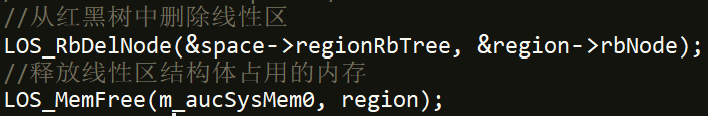 //从红黑树中删除线性区
LOS_RbDelNode(&space->regionRbTree, &region->rbNode);
//释放线性区结构体占用的内存
LOS_MemFree(m_aucSysMem0, region);